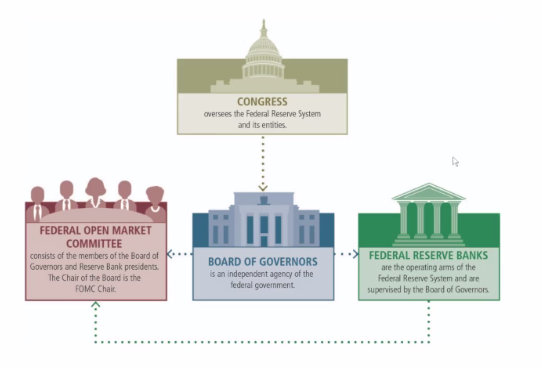 CONGRESS
oversees the Federal Reserve System
and its entities.
FEDERAL OPEN MARKET
COMMITTEE
consists of the members of the Board of
Governors and Reserve Bank presidents.
The Chair of the Board is the
FOMC Chair.
BOARD OF GOVERNORS
is an independent agency of the
federal government.
FEDERAL RESERVE BANKS
are the operating arms of the
Federal Reserve System and are
supervised by the Board of Governors.